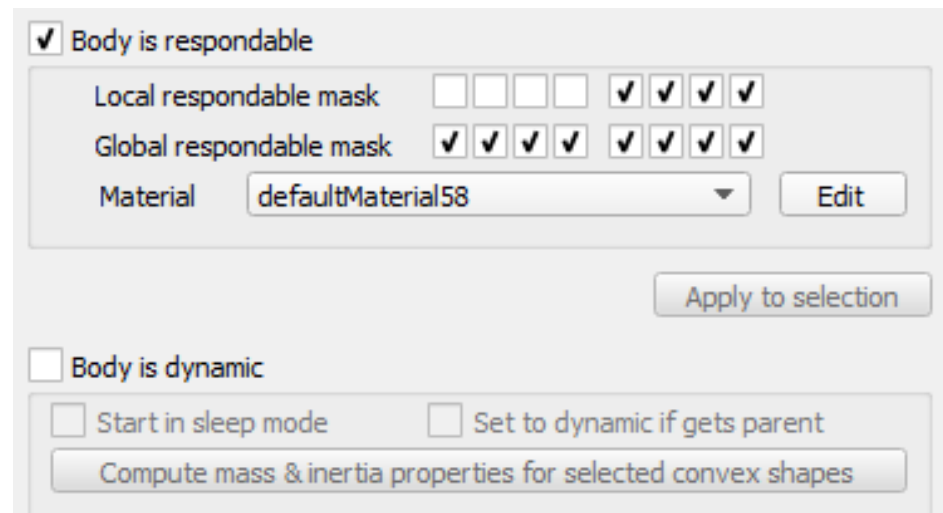 Body is respondable
Local respondable mask
Global respondable mask
Material defaultMaterial58 Edit
Apply to selection
Body is dynamic
Start in sleep mode Set to dynamic if gets parent
Compute mass & inertia properties for selected convex shapes